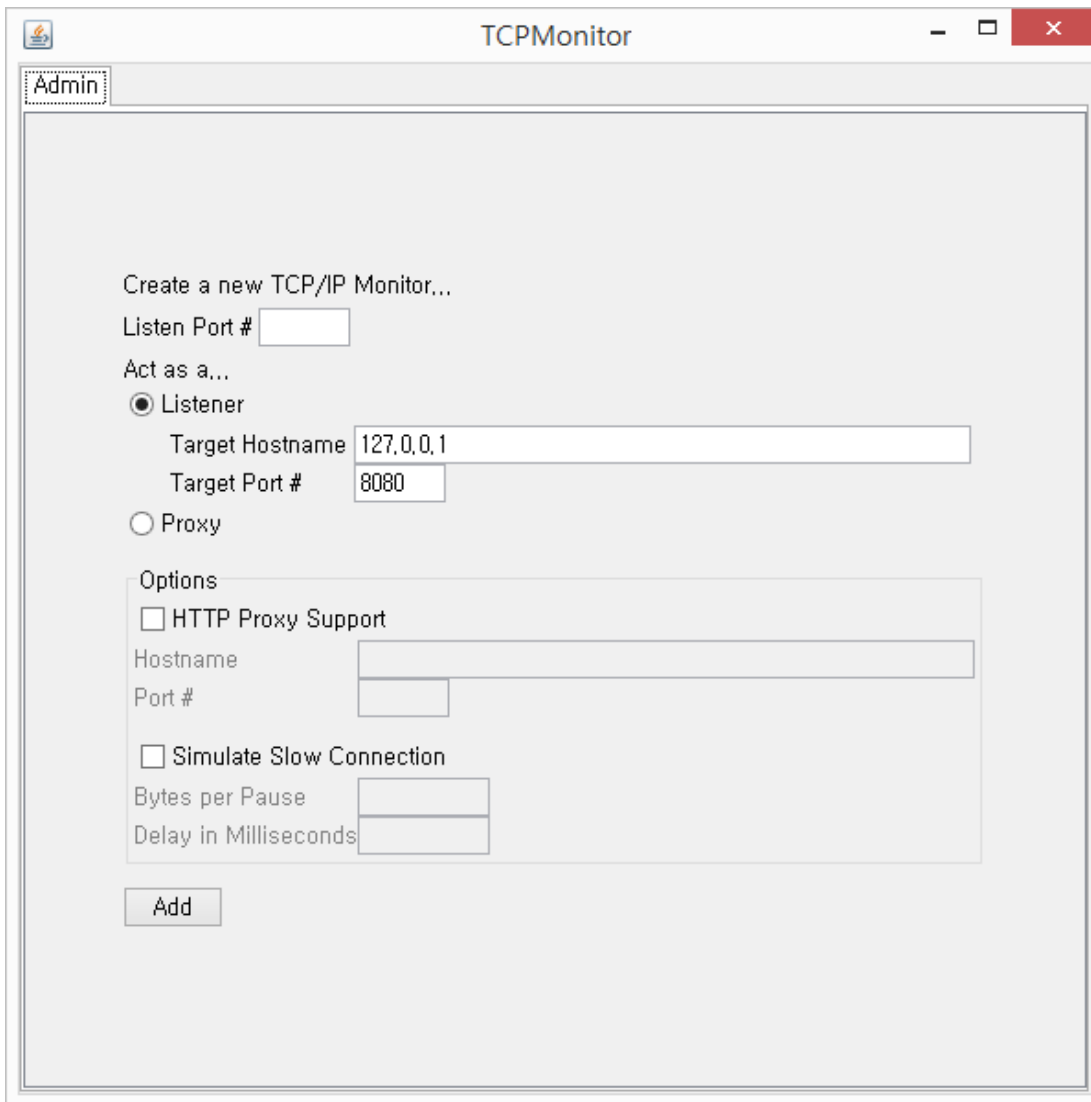 TCPMonitor
Admin
Create a new TCP/IP Monitor...
Listen Port #
Act as a...
Listener
Target Hostname 127.0.0.1
Target Port # 8080
Proxy
Options
HTTP Proxy Support
Hostname
Port #
Simulate Slow Connection
Bytes per Pause
Delay in Milliseconds
Add